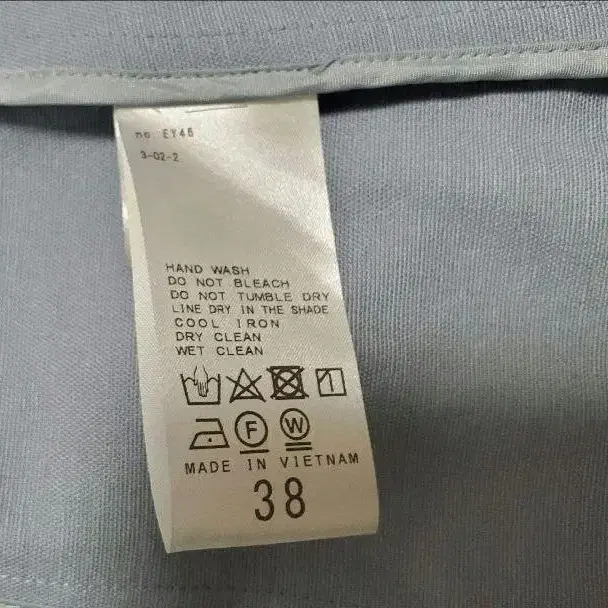 no EY46
3-02-2
HAND WASH
DO NOT BLEACH
DO NOT TUMBLE DRY
LINE DRY IN THE SHADE
COOL IRON
DRY CLEAN
WET CLEAN
F W
MADE IN VIETNAM
38